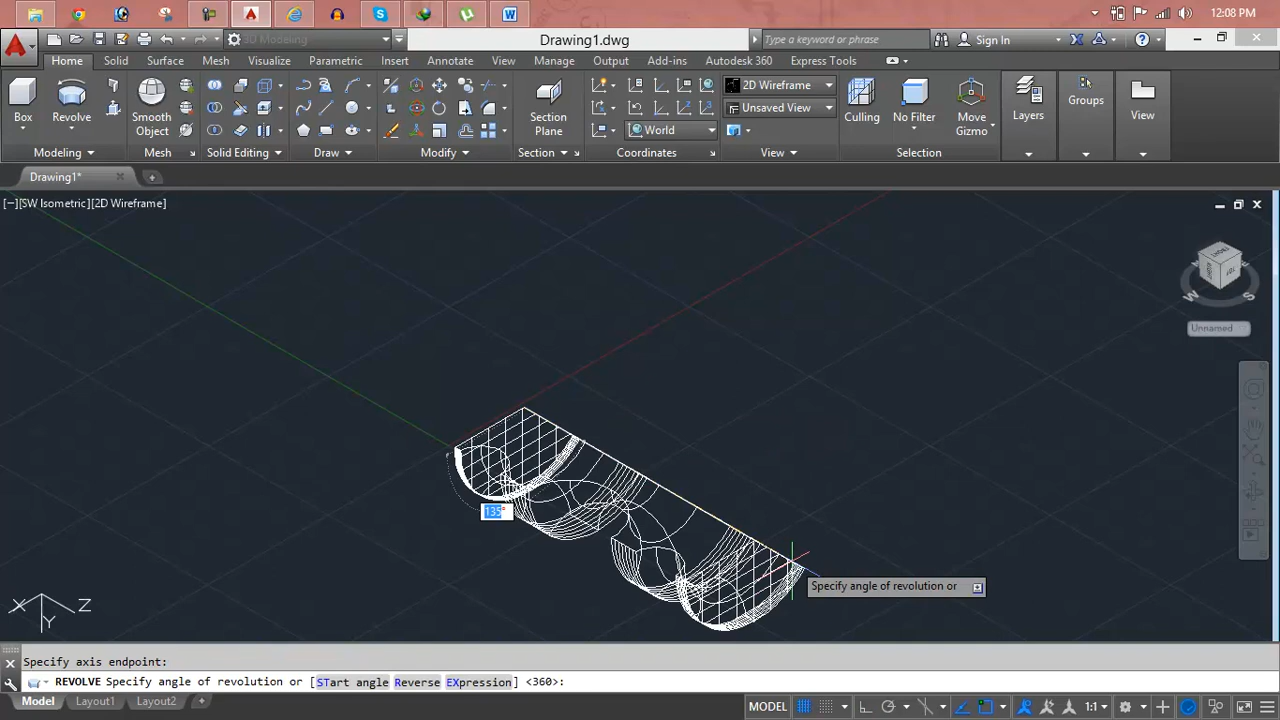 12:08 PM
3D Modeling
Drawing1.dwg
Type a keyword or phrase
Sign In
Home Solid Surface Mesh Visualize Parametric Insert Annotate View Manage Output Add-ins Autodesk 360 Express Tools
Box
Revolve
Smooth Object
Section Plane
2D Wireframe
Unsaved View
World
Culling
No Filter
Move Gizmo
Layers
Groups
View
Modeling
Mesh
Solid Editing
Draw
Modify
Section
Coordinates
View
Selection
Drawing1*
[−][SW Isometric][2D Wireframe]
W
S
Unnamed
135°
Specify angle of revolution or
X
Y
Z
Specify axis endpoint:
REVOLVE Specify angle of revolution or [STart angle Reverse EXpression] <360>:
Model Layout1 Layout2
MODEL
1:1